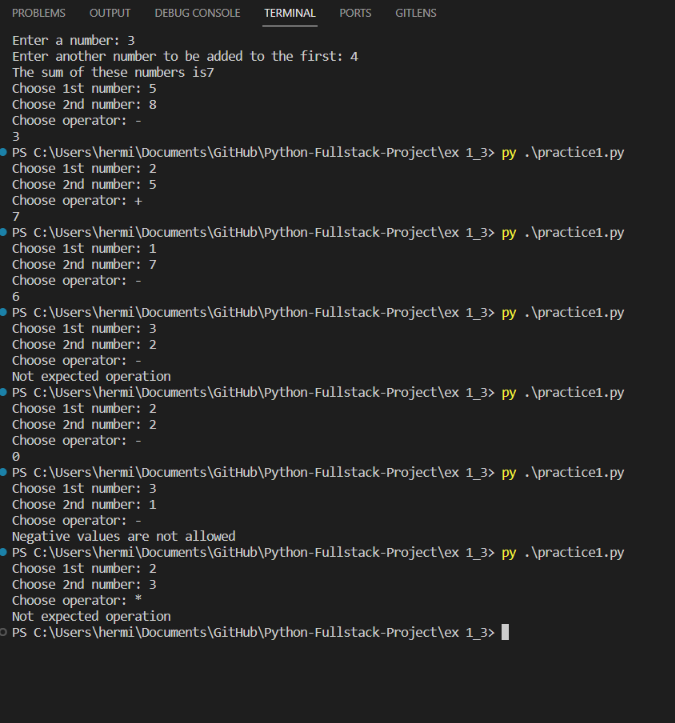 PROBLEMS OUTPUT DEBUG CONSOLE TERMINAL PORTS GITLENS
Enter a number: 3
Enter another number to be added to the first: 4
The sum of these numbers is7
Choose 1st number: 5
Choose 2nd number: 8
Choose operator: -
3
PS C:\Users\hermi\Documents\GitHub\Python-Fullstack-Project\ex 1_3> py .\practice1.py
Choose 1st number: 2
Choose 2nd number: 5
Choose operator: +
7
PS C:\Users\hermi\Documents\GitHub\Python-Fullstack-Project\ex 1_3> py .\practice1.py
Choose 1st number: 1
Choose 2nd number: 7
Choose operator: -
6
PS C:\Users\hermi\Documents\GitHub\Python-Fullstack-Project\ex 1_3> py .\practice1.py
Choose 1st number: 3
Choose 2nd number: 2
Choose operator: -
Not expected operation
PS C:\Users\hermi\Documents\GitHub\Python-Fullstack-Project\ex 1_3> py .\practice1.py
Choose 1st number: 2
Choose 2nd number: 2
Choose operator: -
0
PS C:\Users\hermi\Documents\GitHub\Python-Fullstack-Project\ex 1_3> py .\practice1.py
Choose 1st number: 3
Choose 2nd number: 1
Choose operator: -
Negative values are not allowed
PS C:\Users\hermi\Documents\GitHub\Python-Fullstack-Project\ex 1_3> py .\practice1.py
Choose 1st number: 2
Choose 2nd number: 3
Choose operator: *
Not expected operation
PS C:\Users\hermi\Documents\GitHub\Python-Fullstack-Project\ex 1_3>